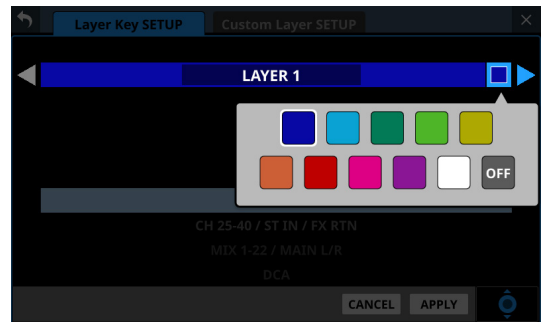 Layer Key SETUP
Custom Layer SETUP
LAYER 1
OFF
CH 25-40 / ST IN / FX RTN
MIX 1-22 / MAIN L/R
DCA
CANCEL
APPLY